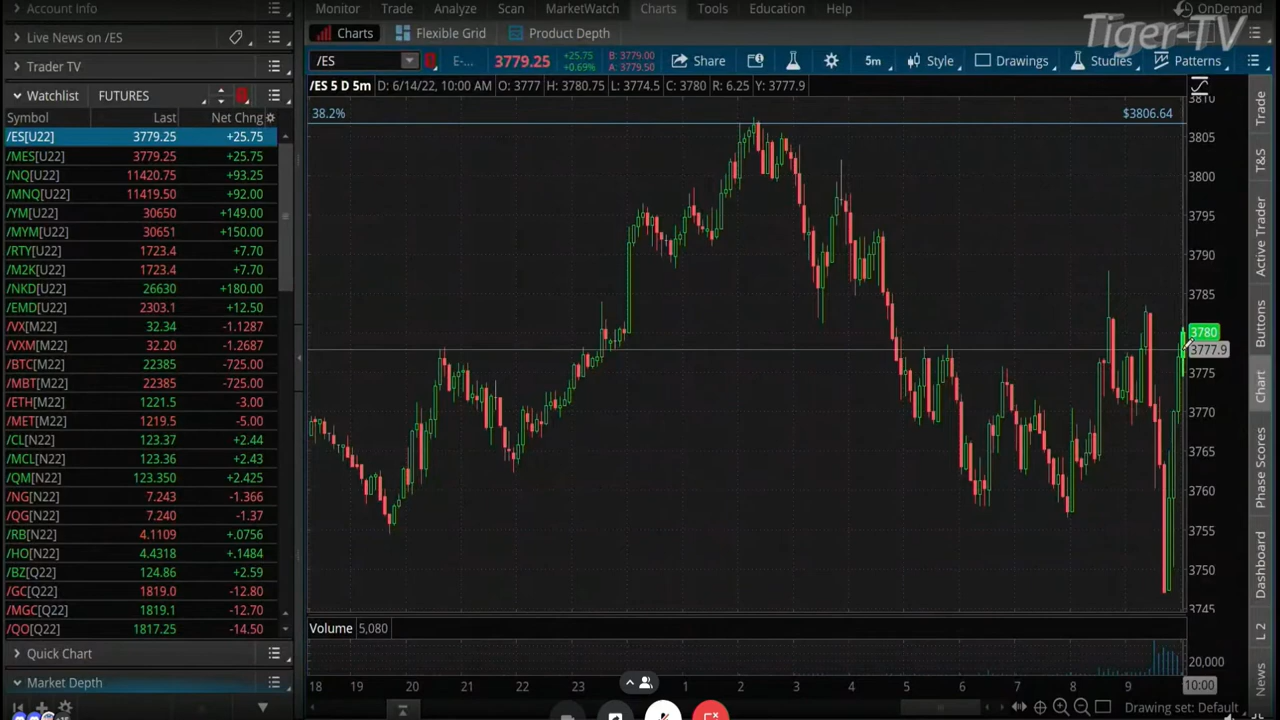 Account Info
Monitor Trade Analyze Scan MarketWatch Charts Tools Education Help
OnDemand
Tiger-TV
Live News on /ES
Charts Flexible Grid Product Depth
Trader TV
/ES E-... 3779.25 +25.75 +0.69% B: 3779.00 A: 3779.50 Share 5m Style Drawings Studies Patterns
Watchlist FUTURES
/ES 5 D 5m D: 6/14/22, 10:00 AM O: 3777 H: 3780.75 L: 3774.5 C: 3780 R: 6.25 Y: 3777.9
Symbol Last Net Chng
/ES[U22] 3779.25 +25.75
/MES[U22] 3779.25 +25.75
/NQ[U22] 11420.75 +93.25
/MNQ[U22] 11419.50 +92.00
/YM[U22] 30650 +149.00
/MYM[U22] 30651 +150.00
/RTY[U22] 1723.4 +7.70
/M2K[U22] 1723.4 +7.70
/NKD[U22] 26630 +180.00
/EMD[U22] 2303.1 +12.50
/VX[M22] 32.34 -1.1287
/VXM[M22] 32.20 -1.2687
/BTC[M22] 22385 -725.00
/MBT[M22] 22385 -725.00
/ETH[M22] 1221.5 -3.00
/MET[M22] 1219.5 -5.00
/CL[N22] 123.37 +2.44
/MCL[N22] 123.36 +2.43
/QM[N22] 123.350 +2.425
/NG[N22] 7.243 -1.366
/QG[N22] 7.240 -1.37
/RB[N22] 4.1109 +.0756
/HO[N22] 4.4318 +.1484
/BZ[Q22] 124.86 +2.59
/GC[Q22] 1819.0 -12.80
/MGC[Q22] 1819.1 -12.70
/QO[Q22] 1817.25 -14.50
Quick Chart
Market Depth
38.2% $3806.64
3810
3805
3800
3795
3790
3785
3780
3777.9
3775
3770
3765
3760
3755
3750
3745
Volume 5,080
20,000
18 19 20 21 22 23 1 2 3 4 5 6 7 8 9 10:00
Drawing set: Default
Trade
T&S
Active Trader
Buttons
Chart
Phase Scores
Dashboard
L 2
News